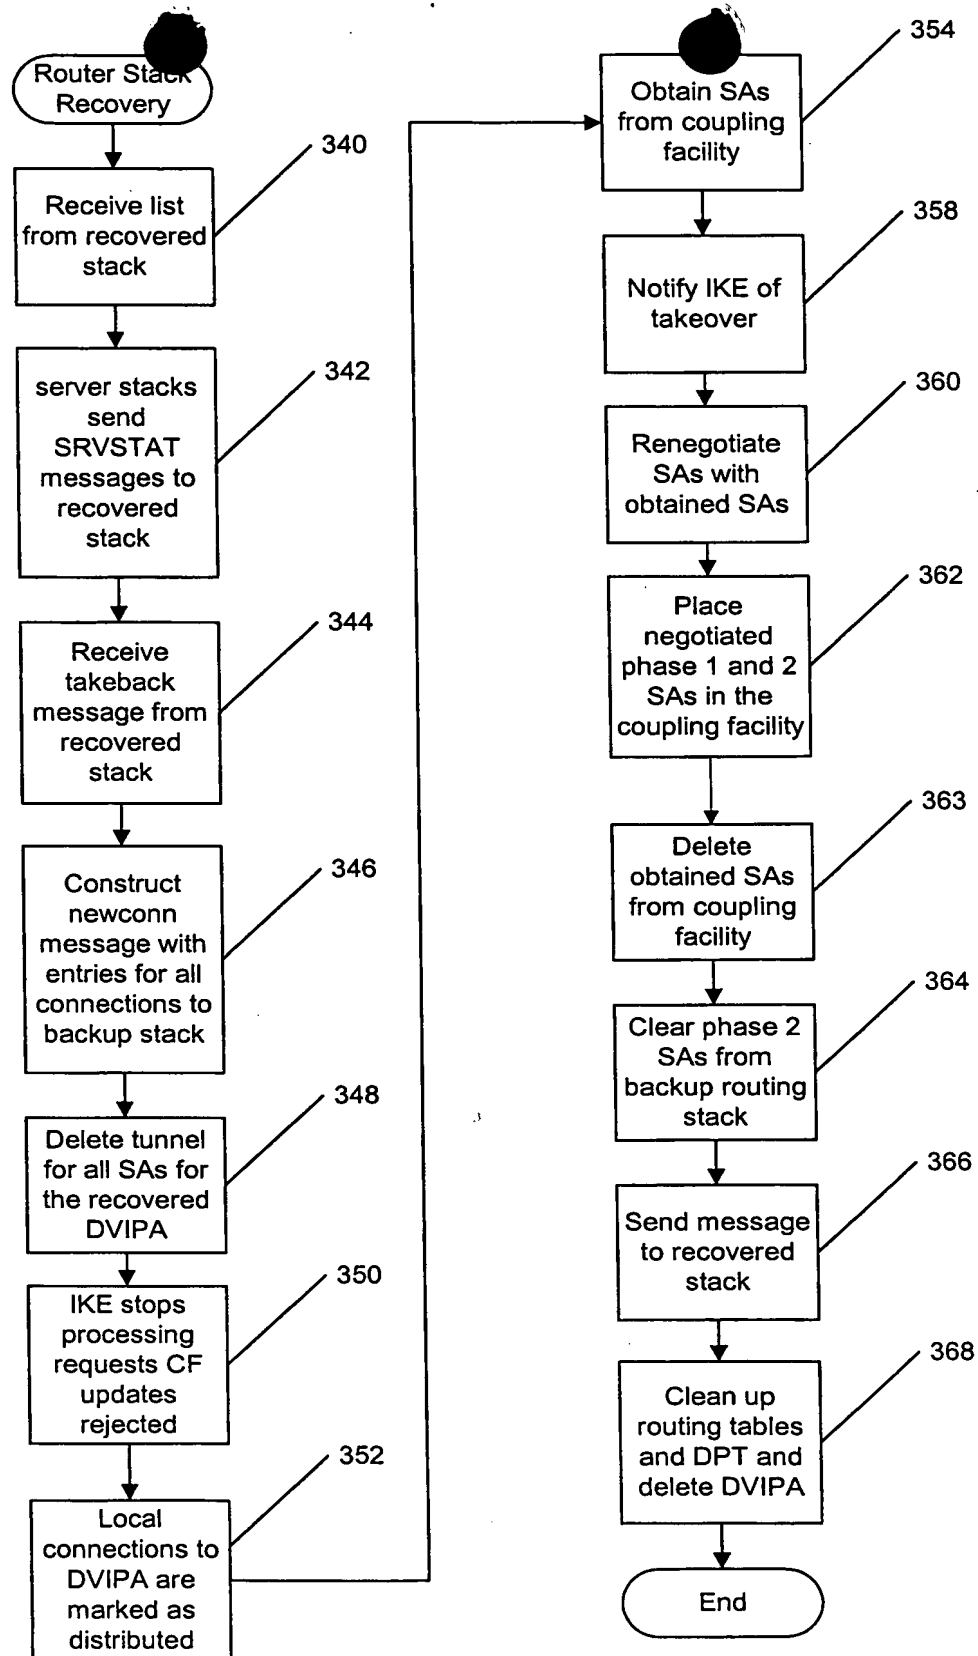 Router Stack
Recovery
340
Receive list
from recovered
stack
342
server stacks
send
SRVSTAT
messages to
recovered
stack
344
Receive
takeback
message from
recovered
stack
346
Construct
newconn
message with
entries for all
connections to
backup stack
348
Delete tunnel
for all SAs for
the recovered
DVIPA
350
IKE stops
processing
requests CF
updates
rejected
352
Local
connections to
DVIPA are
marked as
distributed
354
Obtain SAs
from coupling
facility
358
Notify IKE of
takeover
360
Renegotiate
SAs with
obtained SAs
362
Place
negotiated
phase 1 and 2
SAs in the
coupling facility
363
Delete
obtained SAs
from coupling
facility
364
Clear phase 2
SAs from
backup routing
stack
366
Send message
to recovered
stack
368
Clean up
routing tables
and DPT and
delete DVIPA
End